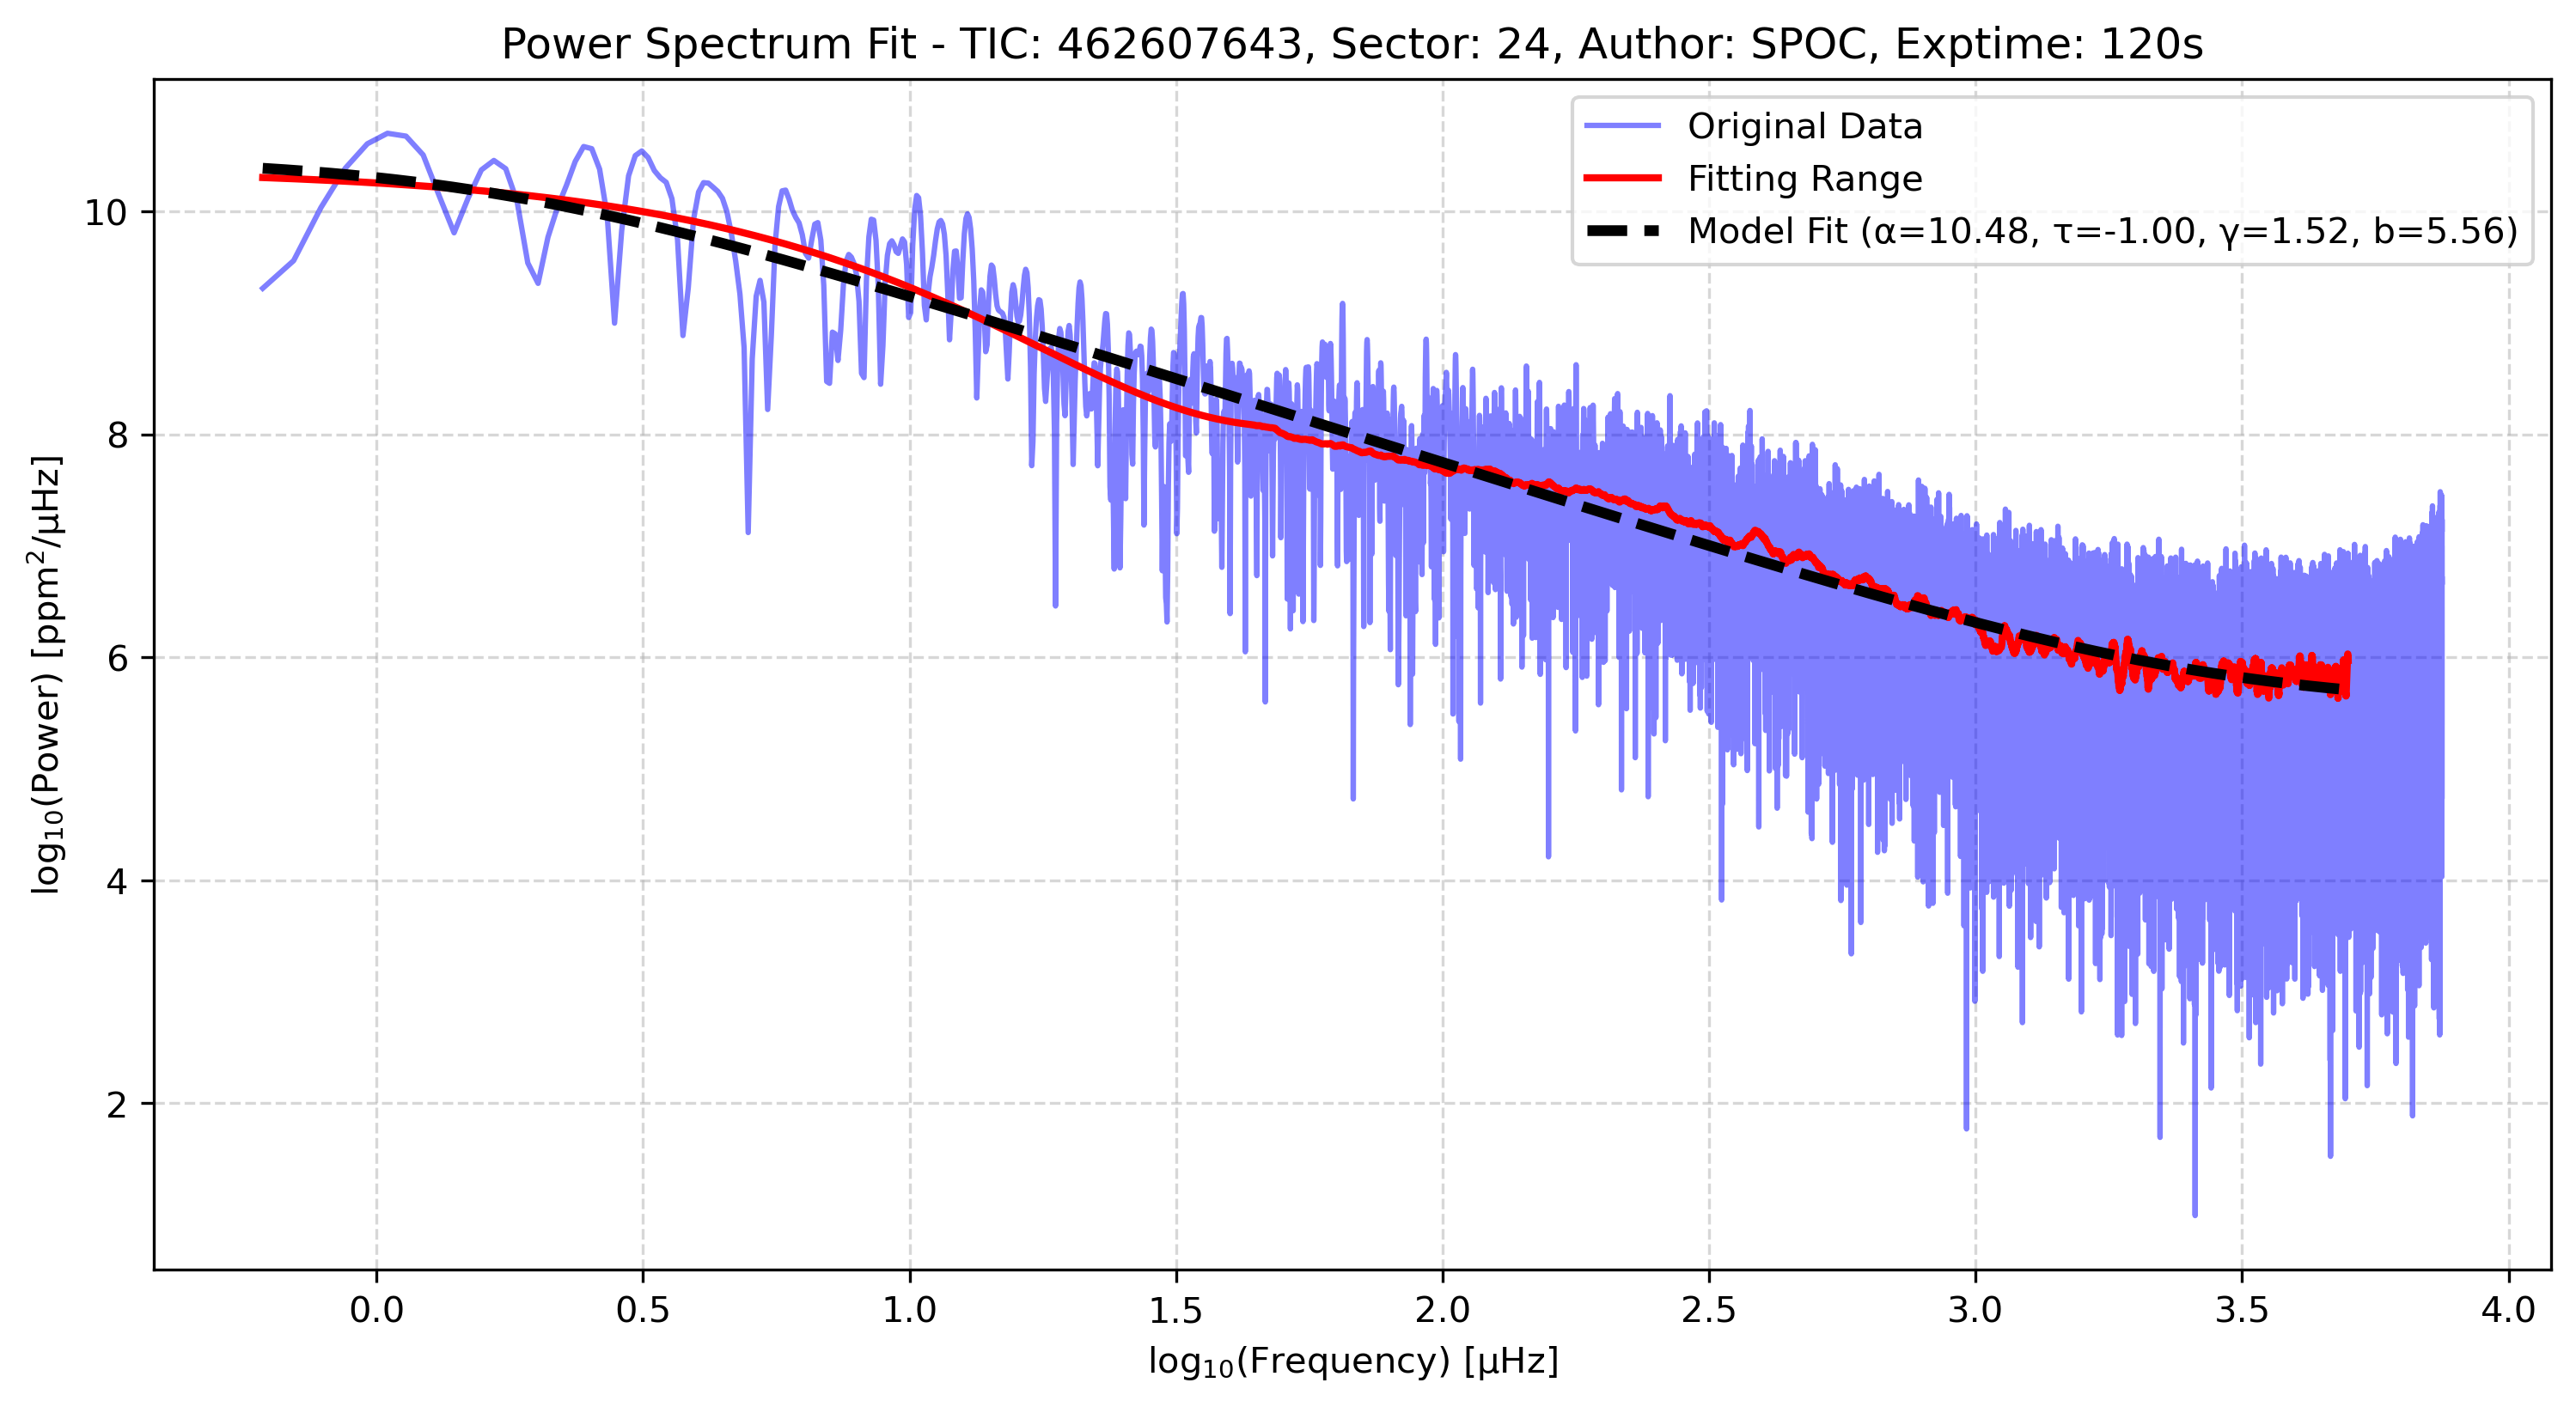 Power Spectrum Fit - TIC: 462607643, Sector: 24, Author: SPOC, Exptime: 120s
Original Data
Fitting Range
Model Fit (α=10.48, τ=-1.00, γ=1.52, b=5.56)
log₁₀(Power) [ppm²/μHz]
10
8
6
4
2
0.0 0.5 1.0 1.5 2.0 2.5 3.0 3.5 4.0
log₁₀(Frequency) [μHz]